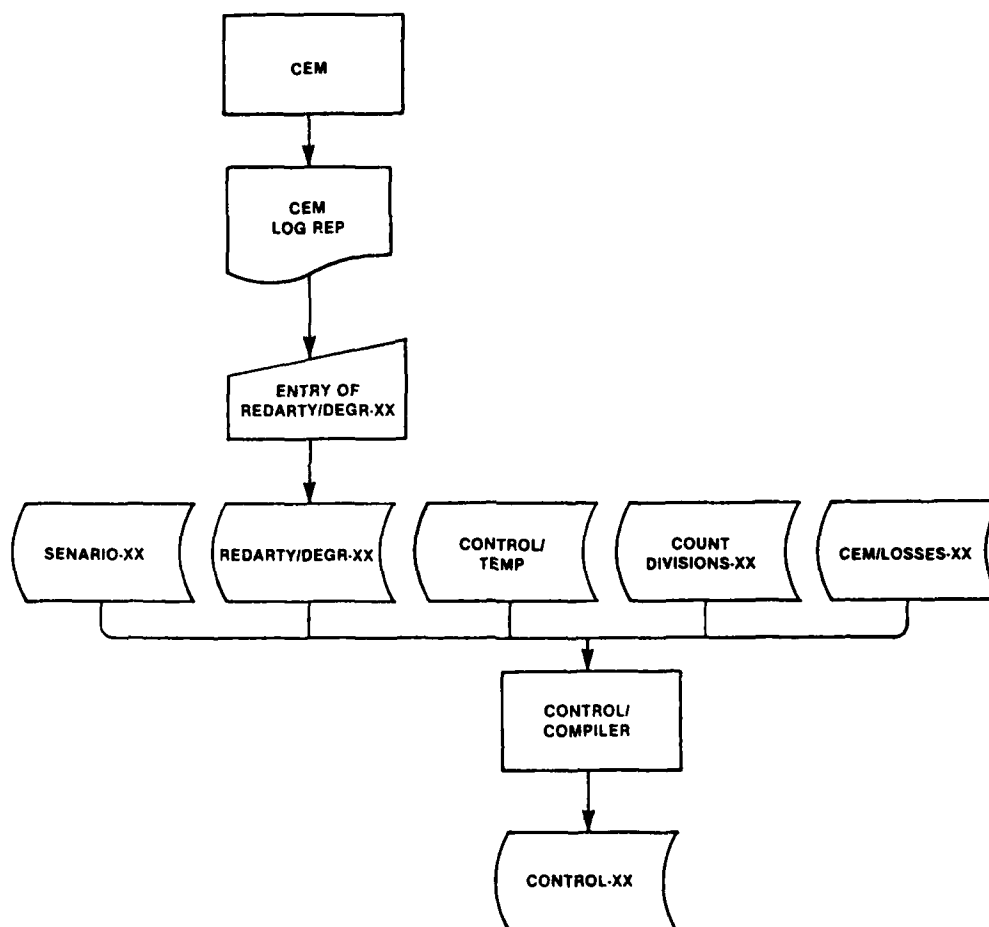 CEM
CEM
LOG REP
ENTRY OF
REDARTY/DEGR-XX
SENARIO-XX
REDARTY/DEGR-XX
CONTROL/
TEMP
COUNT
DIVISIONS-XX
CEM/LOSSES-XX
CONTROL/
COMPILER
CONTROL-XX